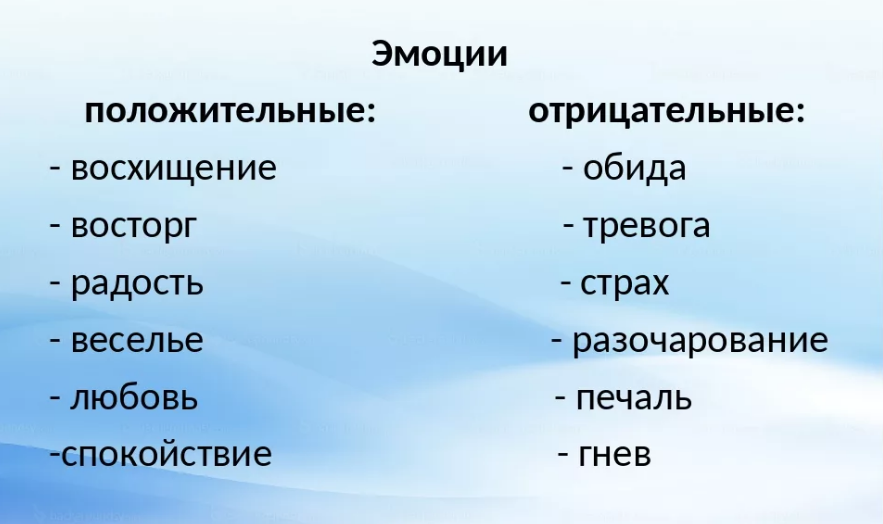 Эмоции
положительные: отрицательные:
- восхищение - обида
- восторг - тревога
- радость - страх
- веселье - разочарование
- любовь - печаль
-спокойствие - гнев